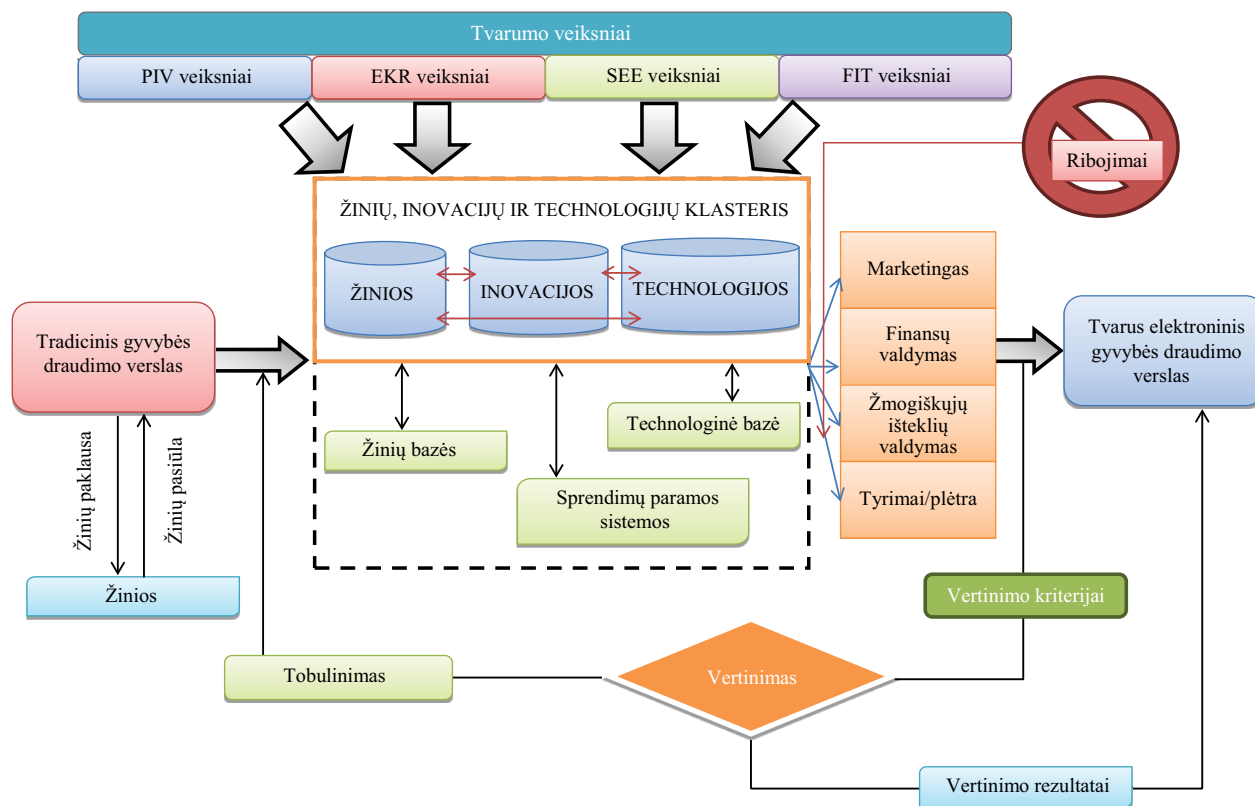 Tvarumo veiksniai
PIV veiksniai
EKR veiksniai
SEE veiksniai
FIT veiksniai
Ribojimai
ŽINIŲ, INOVACIJŲ IR TECHNOLOGIJŲ KLASTERIS
ŽINIOS
INOVACIJOS
TECHNOLOGIJOS
Marketingas
Finansų
valdymas
Žmogiškųjų
išteklių
valdymas
Tyrimai/plėtra
Tradicinis gyvybės
draudimo verslas
Tvarus elektroninis
gyvybės draudimo
verslas
Technologinė bazė
Žinių bazės
Sprendimų paramos
sistemos
Žinių paklausa
Žinių pasiūla
Žinios
Vertinimo kriterijai
Tobulinimas
Vertinimas
Vertinimo rezultatai